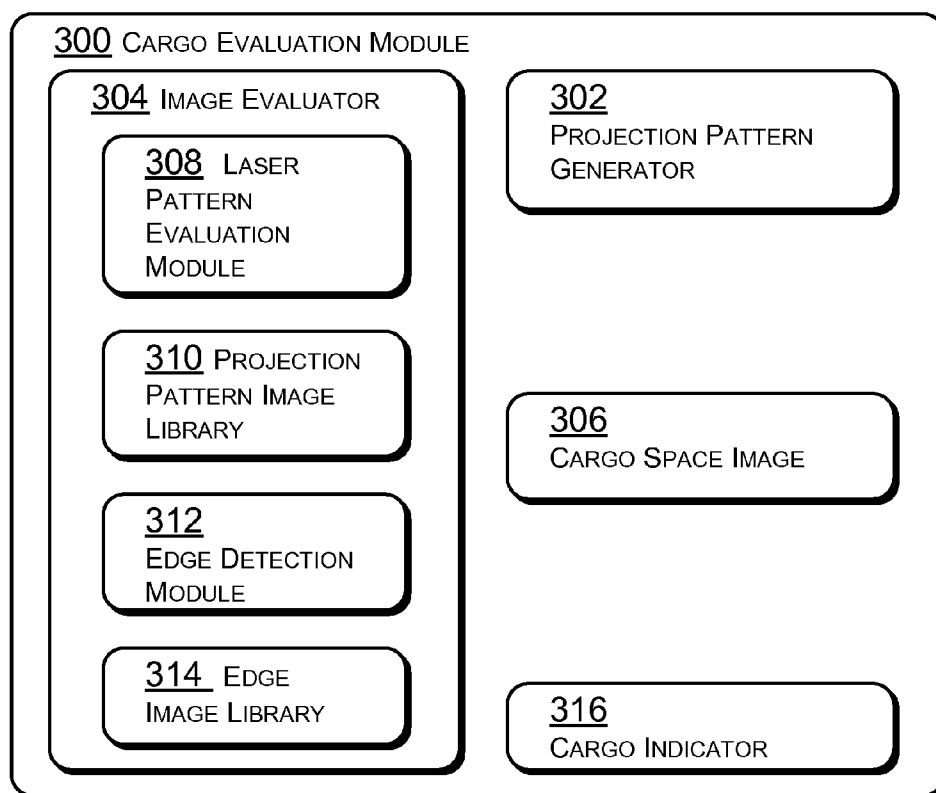 300 CARGO EVALUATION MODULE
304 IMAGE EVALUATOR
308 LASER
PATTERN
EVALUATION
MODULE
310 PROJECTION
PATTERN IMAGE
LIBRARY
312
EDGE DETECTION
MODULE
314 EDGE
IMAGE LIBRARY
302
PROJECTION PATTERN
GENERATOR
306
CARGO SPACE IMAGE
316
CARGO INDICATOR